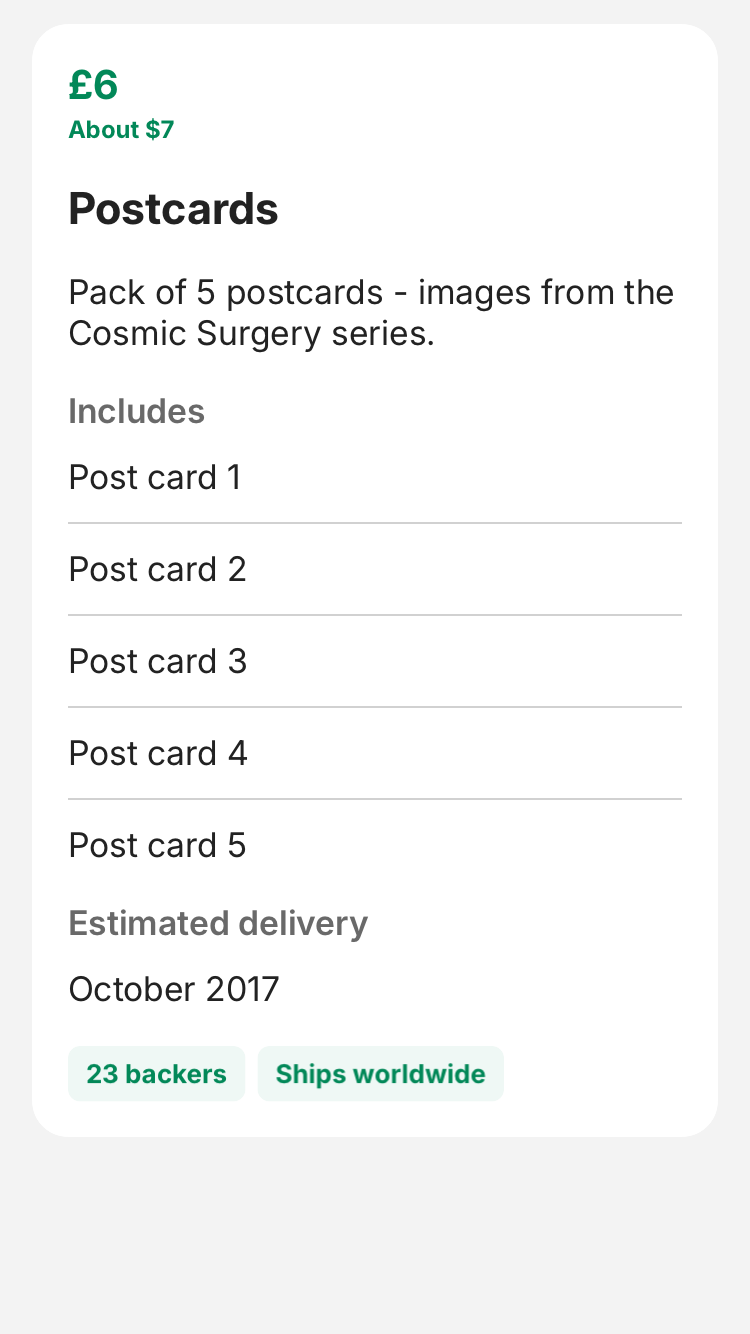 £6
About $7
Postcards
Pack of 5 postcards - images from the
Cosmic Surgery series.
Includes
Post card 1
Post card 2
Post card 3
Post card 4
Post card 5
Estimated delivery
October 2017
23 backers
Ships worldwide